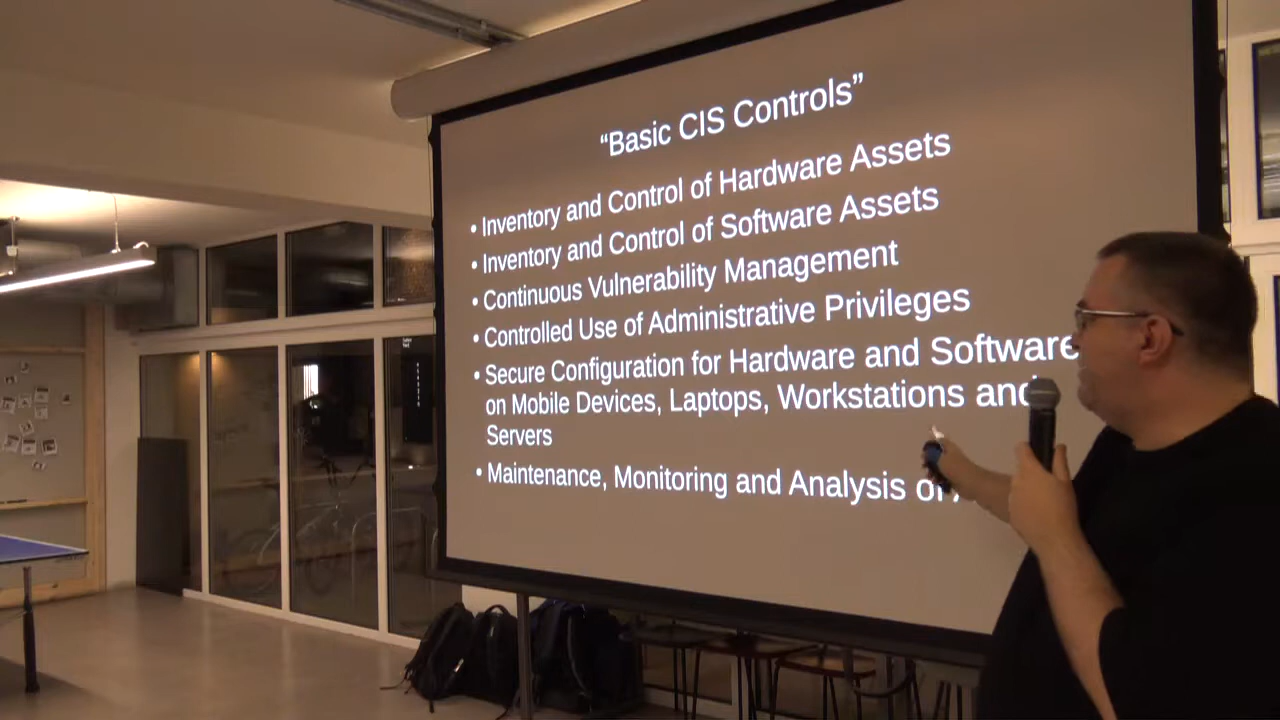 “Basic CIS Controls”
• Inventory and Control of Hardware Assets
• Inventory and Control of Software Assets
• Continuous Vulnerability Management
• Controlled Use of Administrative Privileges
• Secure Configuration for Hardware and Software
on Mobile Devices, Laptops, Workstations and
Servers
• Maintenance, Monitoring and Analysis of